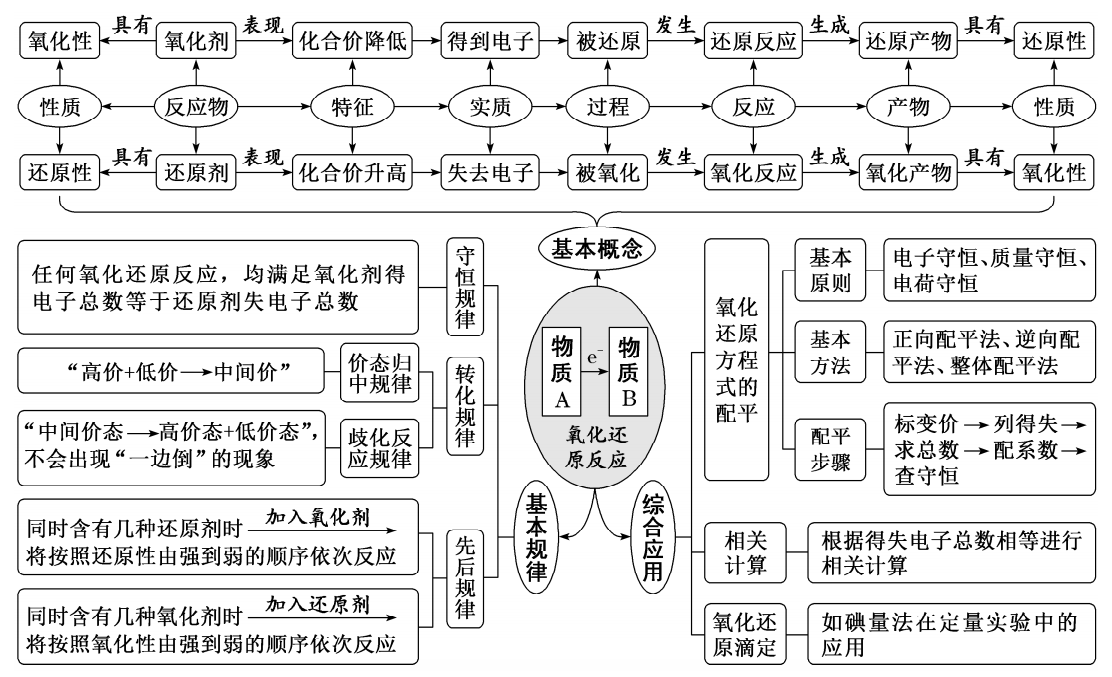 具有 表现 发生 生成 具有
氧化性 氧化剂 化合价降低 得到电子 被还原 还原反应 还原产物 还原性
性质 反应物 特征 实质 过程 反应 产物 性质
具有 表现 发生 生成 具有
还原性 还原剂 化合价升高 失去电子 被氧化 氧化反应 氧化产物 氧化性
基本概念
物质A e⁻ 物质B
氧化还
原反应
基本规律
守恒规律
任何氧化还原反应，均满足氧化剂得
电子总数等于还原剂失电子总数
转化规律
价态归
中规律
“高价+低价→中间价”
歧化反
应规律
“中间价态→高价态+低价态”，
不会出现“一边倒”的现象
先后规律
加入氧化剂
同时含有几种还原剂时→
将按照还原性由强到弱的顺序依次反应
加入还原剂
同时含有几种氧化剂时→
将按照氧化性由强到弱的顺序依次反应
综合应用
氧化
还原
方程
式的
配平
基本
原则
电子守恒、质量守恒、
电荷守恒
基本
方法
正向配平法、逆向配
平法、整体配平法
配平
步骤
标变价→列得失→
求总数→配系数→
查守恒
相关
计算
根据得失电子总数相等进行
相关计算
氧化还
原滴定
如碘量法在定量实验中的
应用